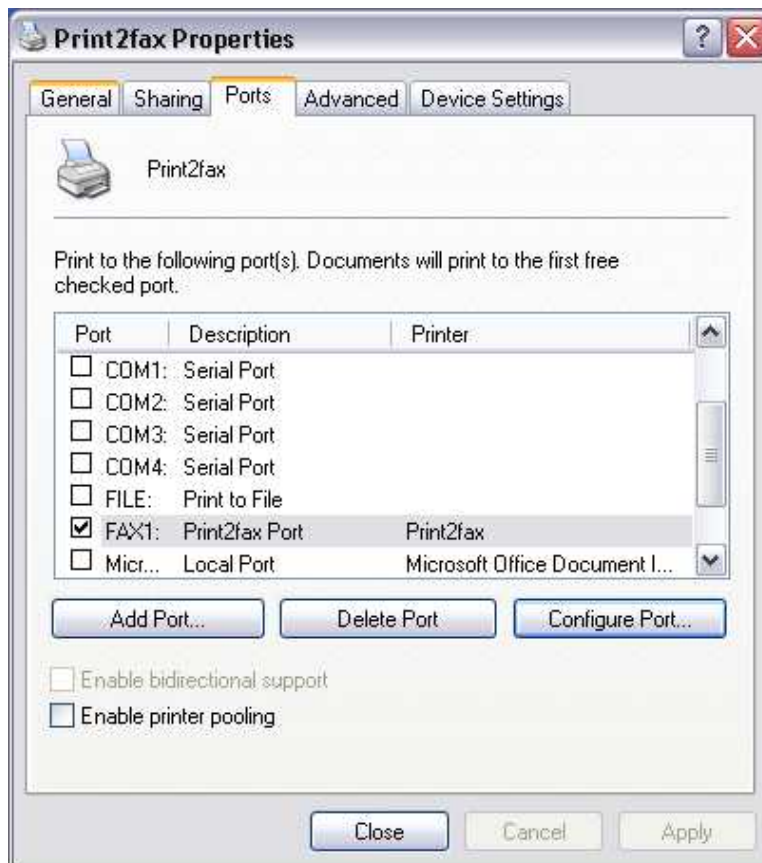 Print2fax Properties
?
General Sharing Ports Advanced Device Settings
Print2fax
Print to the following port(s). Documents will print to the first free
checked port.
Port Description Printer
COM1: Serial Port
COM2: Serial Port
COM3: Serial Port
COM4: Serial Port
FILE: Print to File
FAX1: Print2fax Port Print2fax
Micr... Local Port Microsoft Office Document I...
Add Port... Delete Port Configure Port...
Enable bidirectional support
Enable printer pooling
Close Cancel Apply